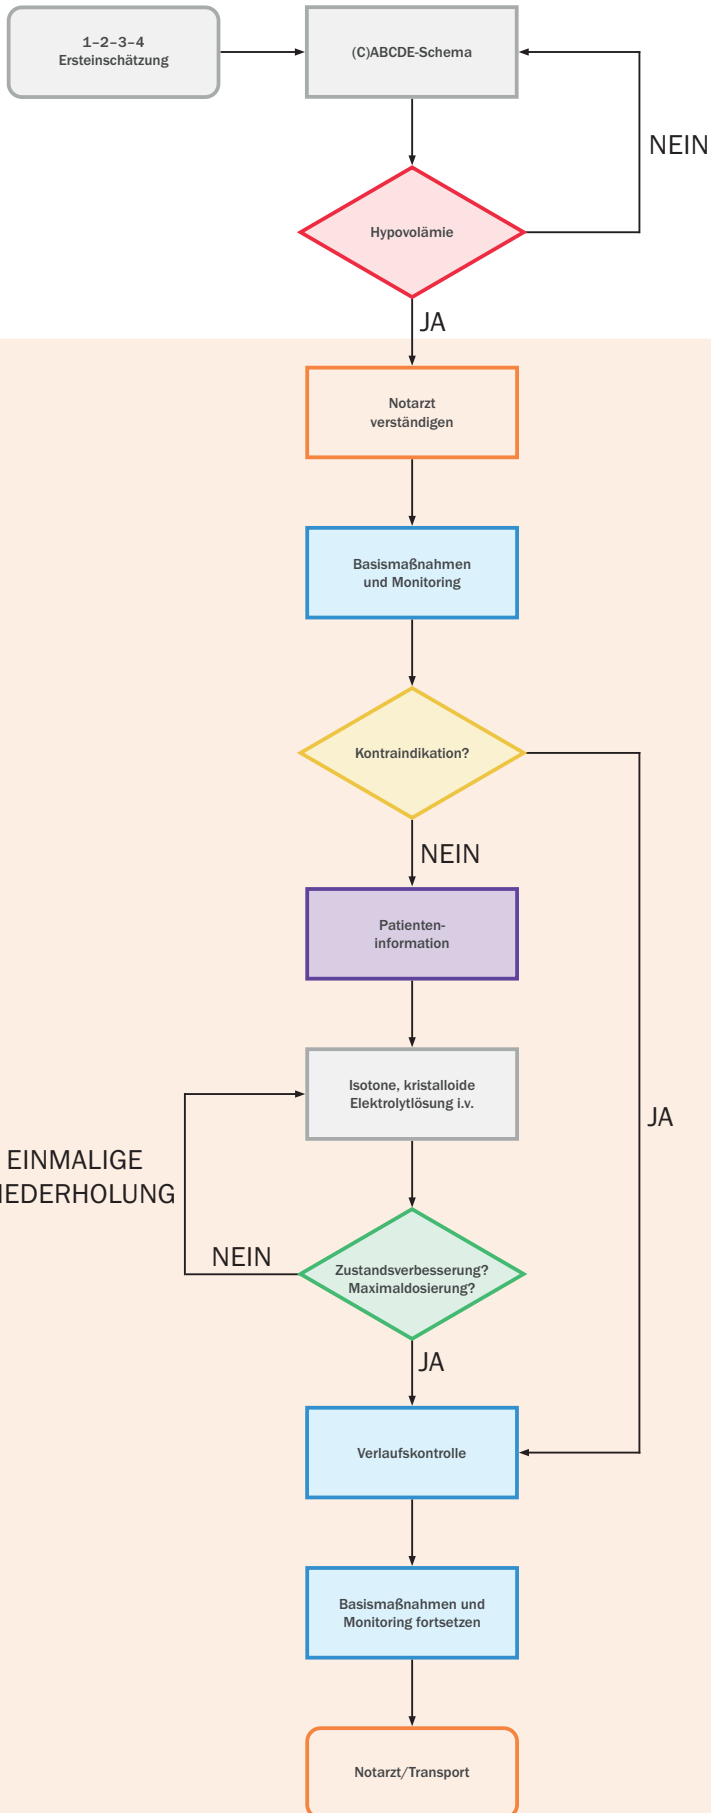 1–2–3–4
Ersteinschätzung
(C)ABCDE-Schema
NEIN
Hypovolämie
JA
Notarzt
verständigen
Basismaßnahmen
und Monitoring
Kontraindikation?
NEIN
Patienten-
information
Isotone, kristalloide
Elektrolytlösung i.v.
JA
EINMALIGE
IEDERHOLUNG
NEIN
Zustandsverbesserung?
Maximaldosierung?
JA
Verlaufskontrolle
Basismaßnahmen und
Monitoring fortsetzen
Notarzt/Transport